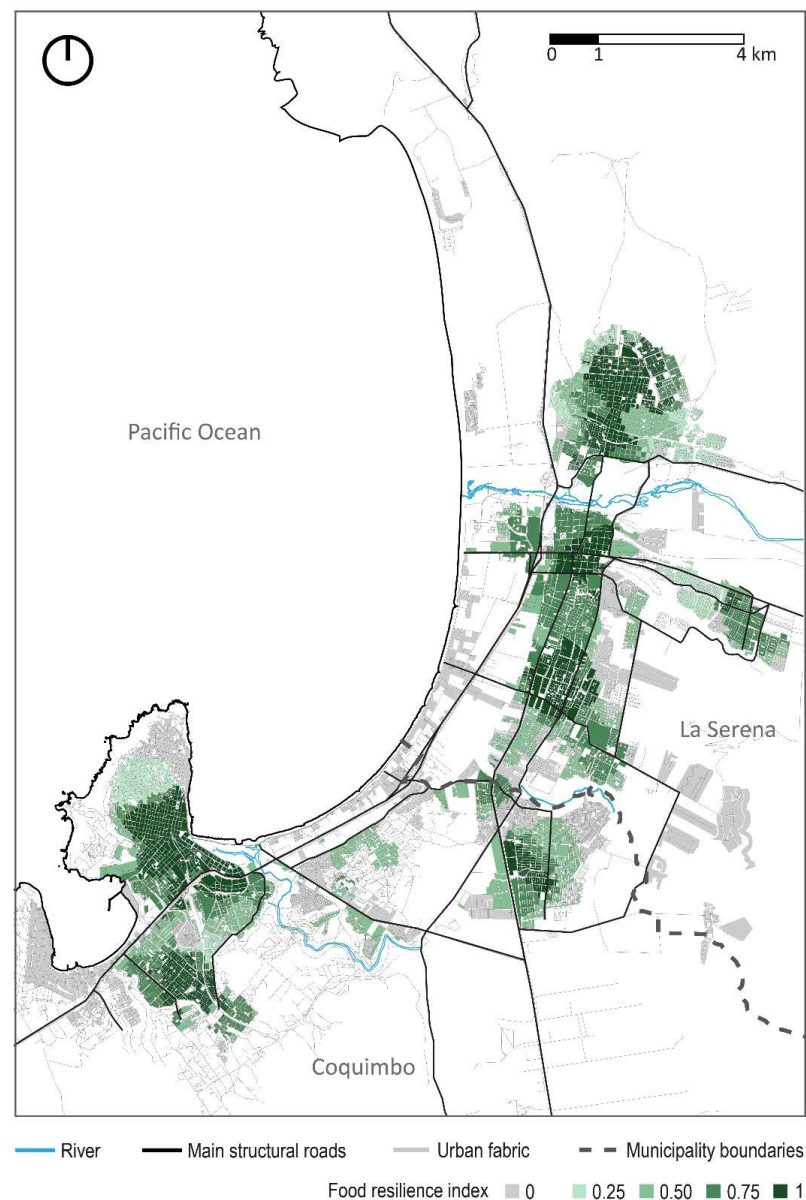 0 1 4 km
Pacific Ocean
La Serena
Coquimbo
River Main structural roads Urban fabric Municipality boundaries
Food resilience index 0 0.25 0.50 0.75 1